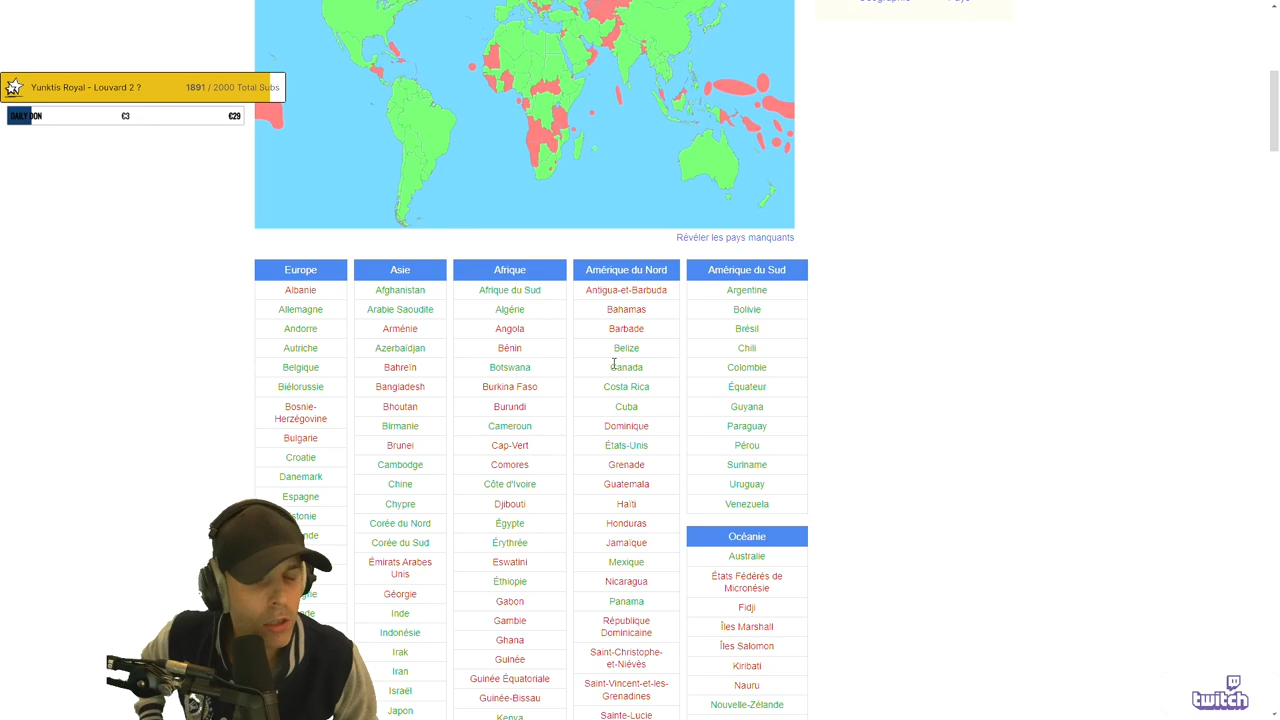 Yunktis Royal - Louvard 2 ?
1891 / 2000 Total Subs
DAILY DON
€3
€29
Révéler les pays manquants
Europe
Albanie
Allemagne
Andorre
Autriche
Belgique
Biélorussie
Bosnie-
Herzégovine
Bulgarie
Croatie
Danemark
Espagne
Asie
Afghanistan
Arabie Saoudite
Arménie
Azerbaïdjan
Bahreïn
Bangladesh
Bhoutan
Birmanie
Brunei
Cambodge
Chine
Chypre
Corée du Nord
Corée du Sud
Émirats Arabes
Unis
Géorgie
Inde
Indonésie
Irak
Iran
Israël
Japon
Afrique
Afrique du Sud
Algérie
Angola
Bénin
Botswana
Burkina Faso
Burundi
Cameroun
Cap-Vert
Comores
Côte d'Ivoire
Djibouti
Égypte
Érythrée
Eswatini
Éthiopie
Gabon
Gambie
Ghana
Guinée
Guinée Équatoriale
Guinée-Bissau
Kenya
Amérique du Nord
Antigua-et-Barbuda
Bahamas
Barbade
Belize
Canada
Costa Rica
Cuba
Dominique
États-Unis
Grenade
Guatemala
Haïti
Honduras
Jamaïque
Mexique
Nicaragua
Panama
République
Dominicaine
Saint-Christophe-
et-Niévès
Saint-Vincent-et-les-
Grenadines
Sainte-Lucie
Amérique du Sud
Argentine
Bolivie
Brésil
Chili
Colombie
Équateur
Guyana
Paraguay
Pérou
Suriname
Uruguay
Venezuela
Océanie
Australie
États Fédérés de
Micronésie
Fidji
Îles Marshall
Îles Salomon
Kiribati
Nauru
Nouvelle-Zélande
twitch